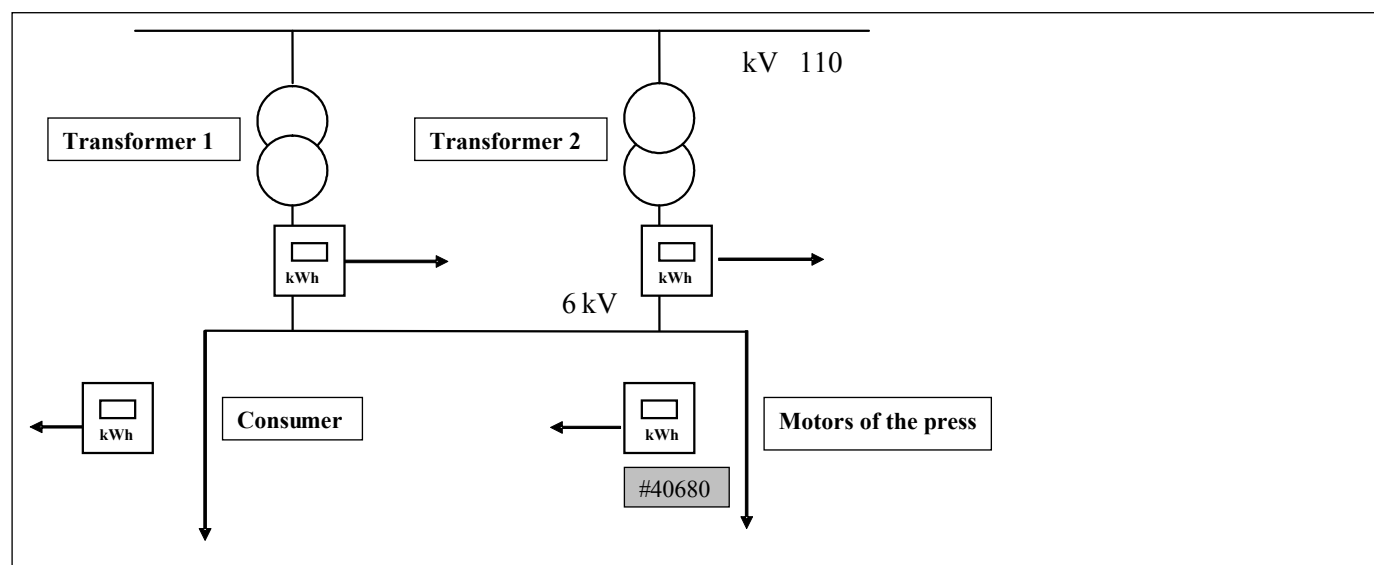 kV 110
Transformer 1
Transformer 2
kWh
kWh
6 kV
kWh
Consumer
kWh
Motors of the press
#40680